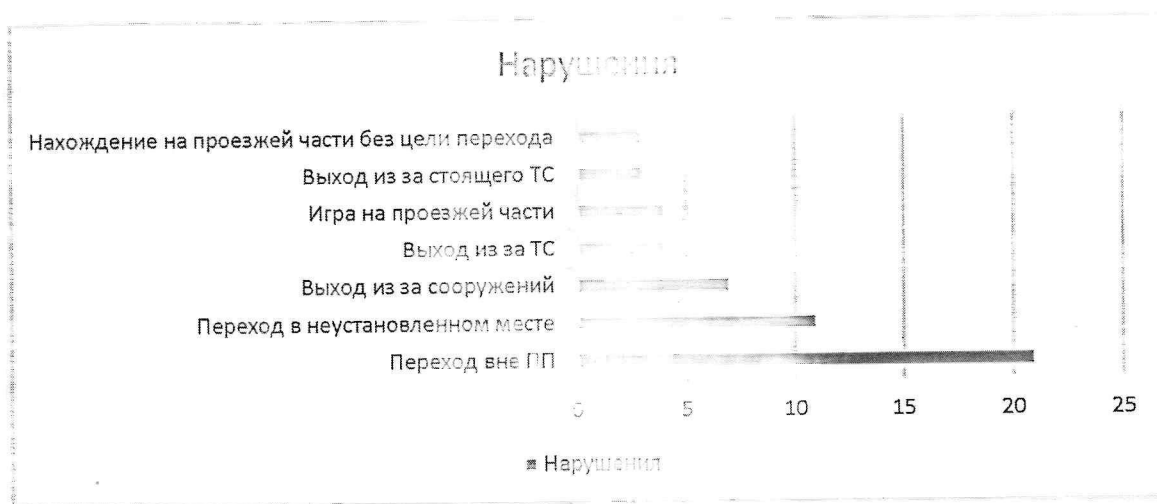 Нарушения
Нахождение на проезжей части без цели перехода
Выход из за стоящего ТС
Игра на проезжей части
Выход из за ТС
Выход из за сооружений
Переход в неустановленном месте
Переход вне ПП
0 5 10 15 20 25
Нарушения